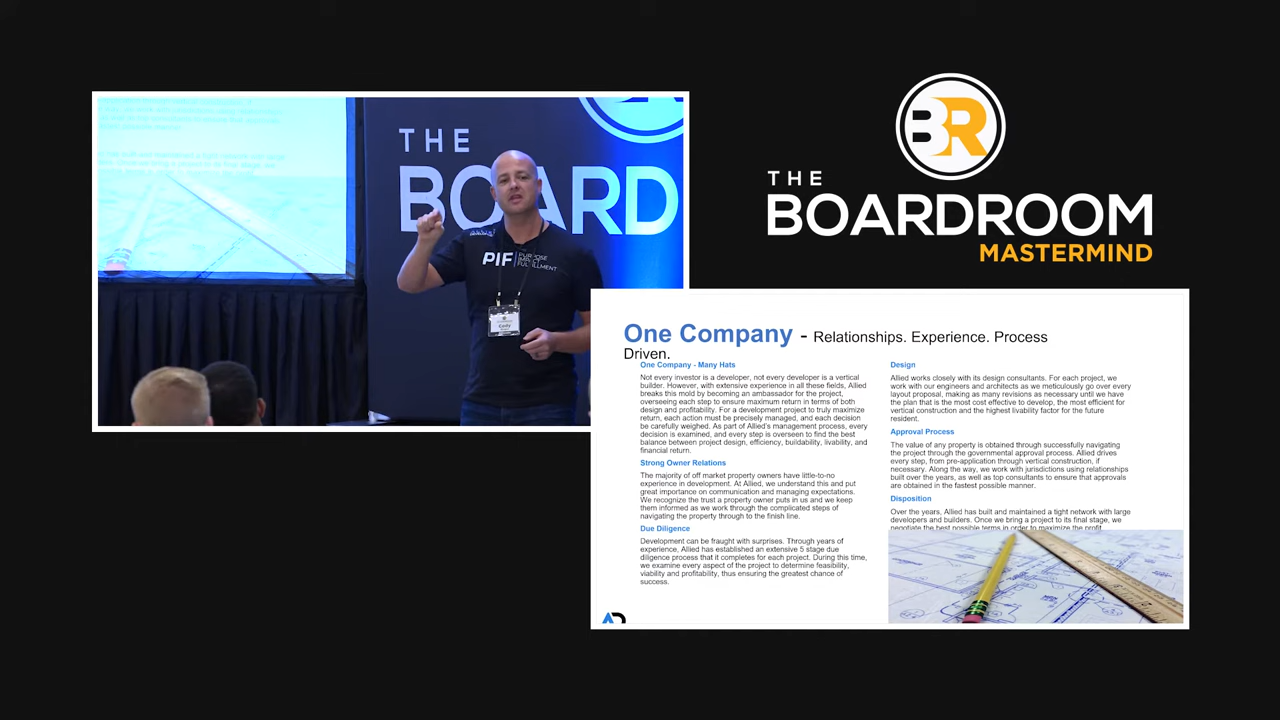 THE
BOARD
PIF
PURPOSE
IMPACT
FULFILLMENT
Cody
BR
THE
BOARDROOM
MASTERMIND
One Company - Relationships. Experience. Process
Driven.
One Company - Many Hats
Not every investor is a developer, not every developer is a vertical
builder. However, with extensive experience in all these fields, Allied
breaks this mold by becoming an ambassador for the project,
overseeing each step to ensure maximum return in terms of both
design and profitability. For a development project to truly maximize
return, each action must be precisely managed, and each decision
be carefully weighed. As part of Allied's management process, every
decision is examined, and every step is overseen to find the best
balance between project design, efficiency, buildability, livability, and
financial return.
Strong Owner Relations
The majority of off market property owners have little-to-no
experience in development. At Allied, we understand this and put
great importance on communication and managing expectations.
We recognize the trust a property owner puts in us and we keep
them informed as we work through the complicated steps of
navigating the property through to the finish line.
Due Diligence
Development can be fraught with surprises. Through years of
experience, Allied has established an extensive 5 stage due
diligence process that it completes for each project. During this time,
we examine every aspect of the project to determine feasibility,
viability and profitability, thus ensuring the greatest chance of
success.
Design
Allied works closely with its design consultants. For each project, we
work with our engineers and architects as we meticulously go over every
layout proposal, making as many revisions as necessary until we have
the plan that is the most cost effective to develop, the most efficient for
vertical construction and the highest livability factor for the future
resident.
Approval Process
The value of any property is obtained through successfully navigating
the project through the governmental approval process. Allied drives
every step, from pre-application through vertical construction, if
necessary. Along the way, we work with jurisdictions using relationships
built over the years, as well as top consultants to ensure that approvals
are obtained in the fastest possible manner.
Disposition
Over the years, Allied has built and maintained a tight network with large
developers and builders. Once we bring a project to its final stage, we
negotiate the best possible terms in order to maximize the profit